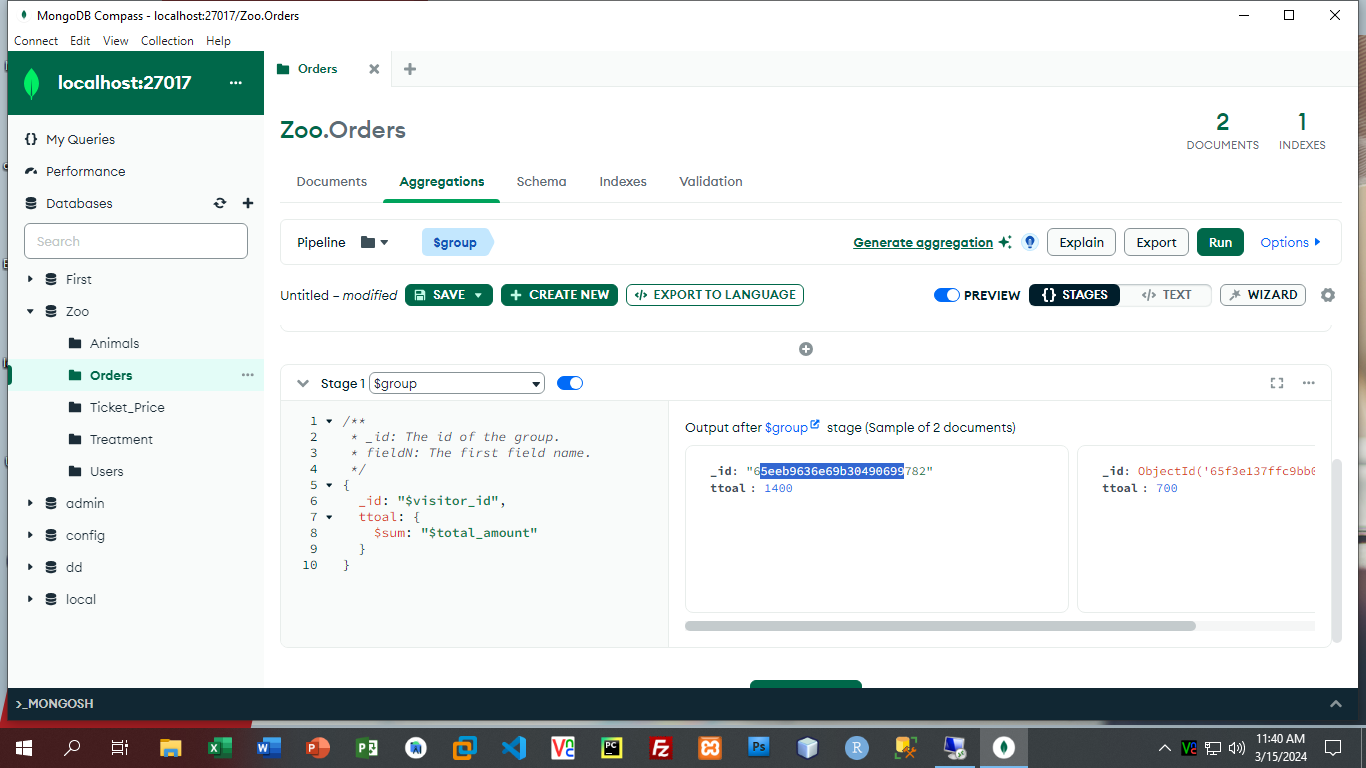 MongoDB Compass - localhost:27017/Zoo.Orders
Connect Edit View Collection Help
localhost:27017
Orders
{} My Queries
Performance
Databases
Search
First
Zoo
Animals
Orders
Ticket_Price
Treatment
Users
admin
config
dd
local
Zoo.Orders
2
DOCUMENTS
1
INDEXES
Documents Aggregations Schema Indexes Validation
Pipeline $group Generate aggregation Explain Export Run Options
Untitled – modified SAVE CREATE NEW </> EXPORT TO LANGUAGE PREVIEW {} STAGES </> TEXT WIZARD
Stage 1 $group
1 /**
2 * _id: The id of the group.
3 * fieldN: The first field name.
4 */
5 {
6 _id: "$visitor_id",
7 ttoal: {
8 $sum: "$total_amount"
9 }
10 }
Output after $group stage (Sample of 2 documents)
_id: "65eeb9636e69b30490699782"
ttoal : 1400
_id: ObjectId('65f3e137ffc9bb0
ttoal : 700
>_MONGOSH
11:40 AM
3/15/2024